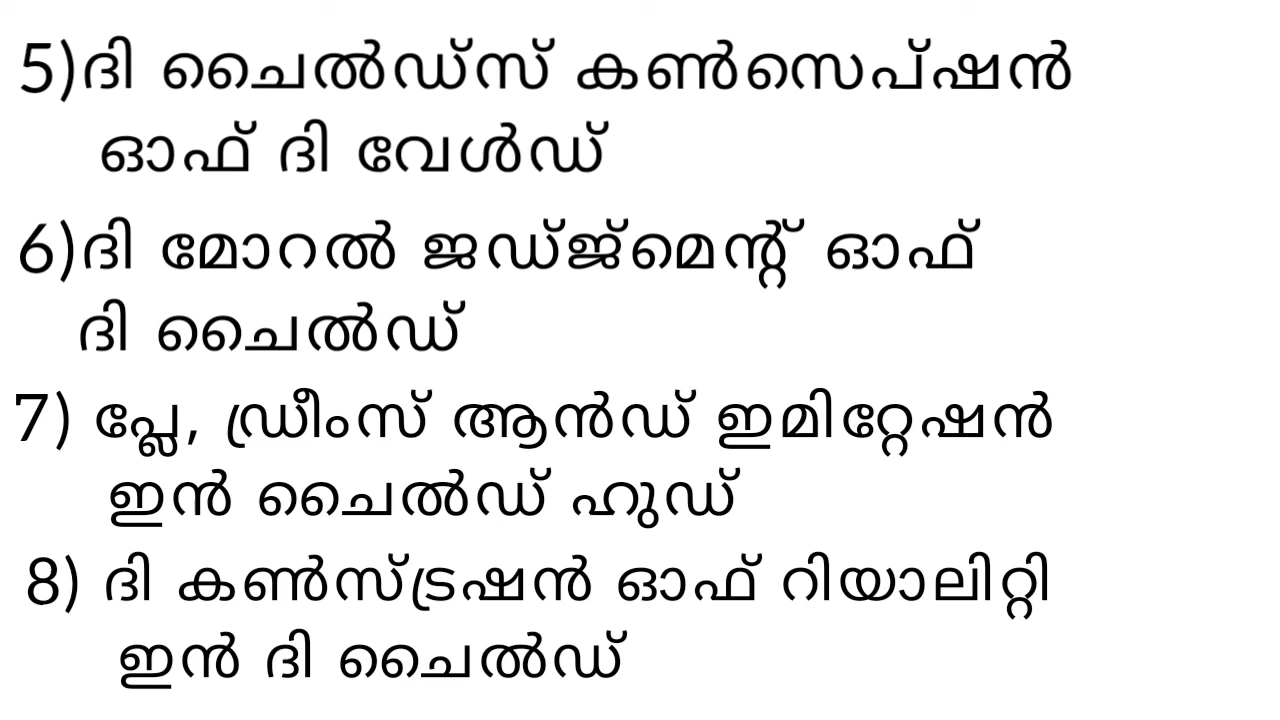 5)ദി ചൈൽഡ്സ് കൺസെപ്ഷൻ
ഓഫ് ദി വേൾഡ്
6)ദി മോറൽ ജഡ്ജ്മെന്റ് ഓഫ്
ദി ചൈൽഡ്
7) പ്ലേ, ഡ്രീംസ് ആൻഡ് ഇമിറ്റേഷൻ
ഇൻ ചൈൽഡ് ഹുഡ്
8) ദി കൺസ്ട്രഷൻ ഓഫ് റിയാലിറ്റി
ഇൻ ദി ചൈൽഡ്